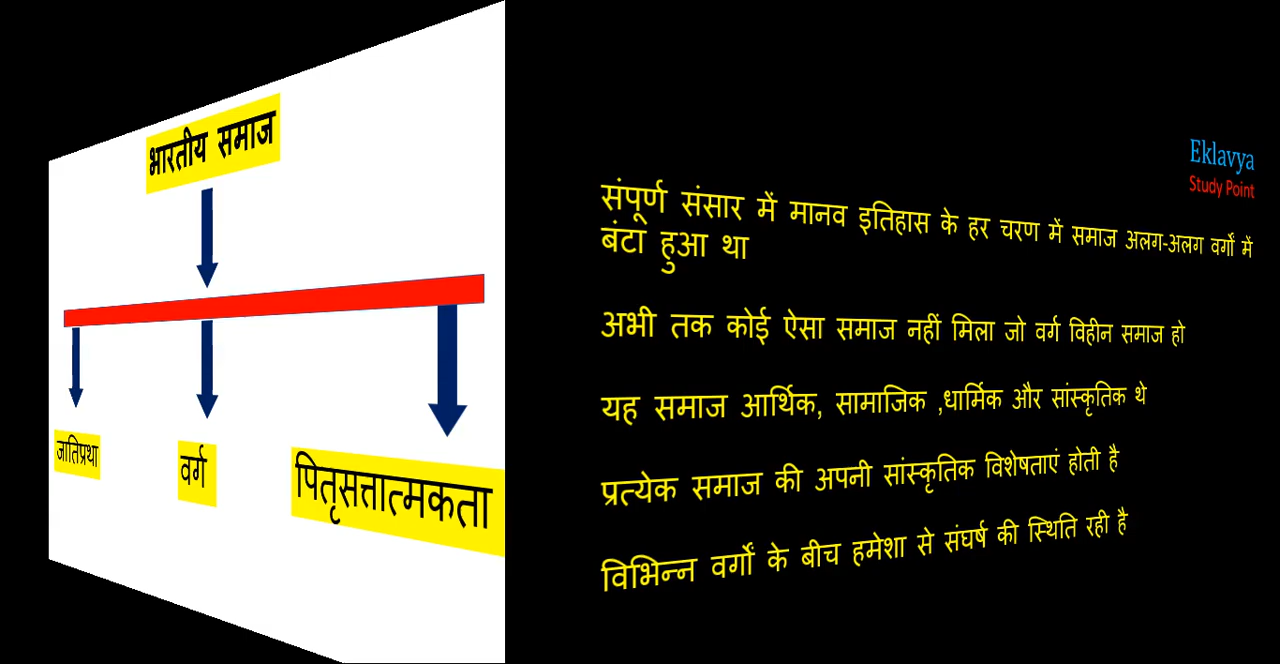 भारतीय समाज
जातिप्रथा
वर्ग
पितृसत्तात्मकता
Eklavya
Study Point
संपूर्ण संसार में मानव इतिहास के हर चरण में समाज अलग-अलग वर्गों में
बंटा हुआ था
अभी तक कोई ऐसा समाज नहीं मिला जो वर्ग विहीन समाज हो
यह समाज आर्थिक, सामाजिक ,धार्मिक और सांस्कृतिक थे
प्रत्येक समाज की अपनी सांस्कृतिक विशेषताएं होती है
विभिन्न वर्गों के बीच हमेशा से संघर्ष की स्थिति रही है